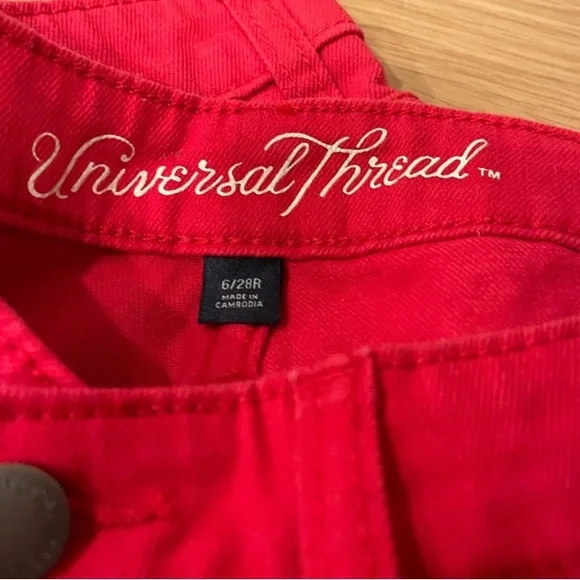 Universal Thread™
6/28R
MADE IN
CAMBODIA